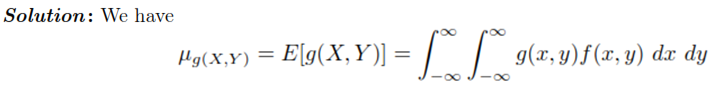 Solution: We have
μ_{g(X,Y)} = E[g(X, Y)] = ∫_{-∞}^{∞} ∫_{-∞}^{∞} g(x, y)f(x, y) dx dy